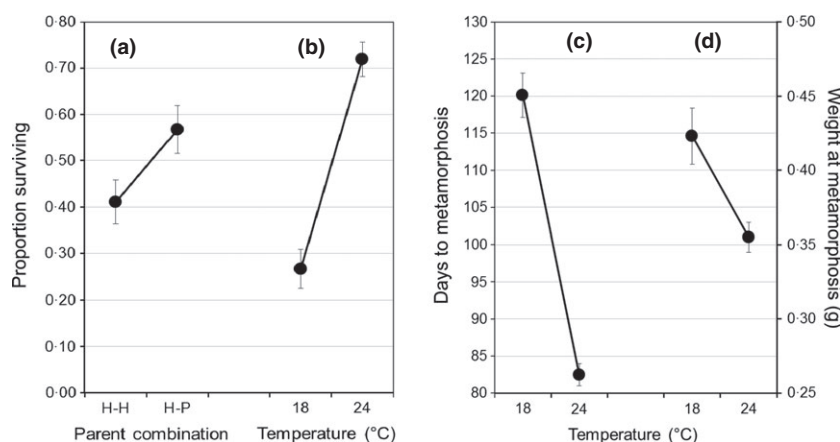 0·80
0·70
0·60
0·50
0·40
0·30
0·20
0·10
0·00
Proportion surviving
(a)
(b)
H-H
H-P
18
24
Parent combination
Temperature (°C)
130
125
120
115
110
105
100
95
90
85
80
Days to metamorphosis
(c)
(d)
18
24
18
24
Temperature (°C)
0·50
0·45
0·40
0·35
0·30
0·25
Weight at metamorphosis (g)